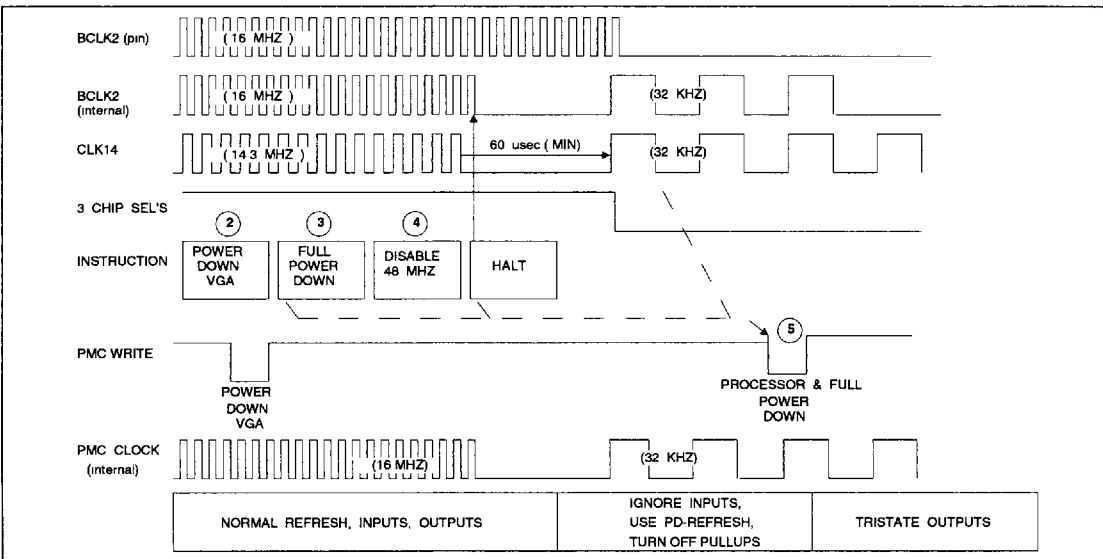 BCLK2 (pin)
( 16 MHZ )
BCLK2
(internal)
( 16 MHZ )
(32 KHZ)
CLK14
( 14 3 MHZ )
60 usec ( MIN)
(32 KHZ)
3 CHIP SEL'S
2
3
4
INSTRUCTION
POWER
DOWN
VGA
FULL
POWER
DOWN
DISABLE
48 MHZ
HALT
5
PMC WRITE
POWER
DOWN
VGA
PROCESSOR & FULL
POWER
DOWN
PMC CLOCK
(internal)
(16 MHZ)
(32 KHZ)
NORMAL REFRESH, INPUTS, OUTPUTS
IGNORE INPUTS,
USE PD-REFRESH,
TURN OFF PULLUPS
TRISTATE OUTPUTS